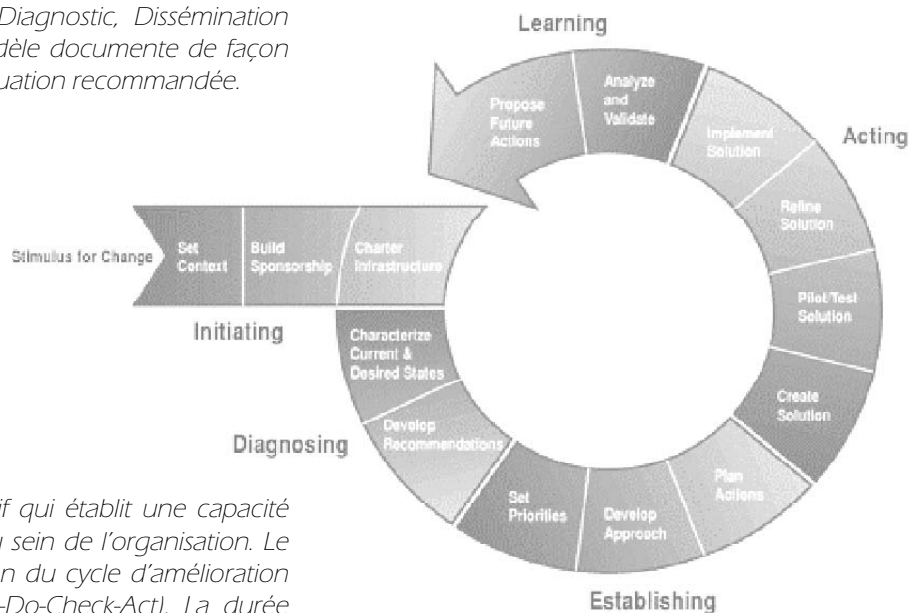 Diagnostic, Dissémination
dèle documente de façon
uation recommandée.
Learning
Analyze
and
Validate
Propose
Future
Actions
Implement
Solution
Acting
Refine
Solution
Stimulus for Change
Set
Context
Build
Sponsorship
Charter
Infrastructure
Pilot/Test
Solution
Initiating
Characterize
Current &
Desired States
Create
Solution
Diagnosing
Develop
Recommendations
Plan
Actions
Set
Priorities
Develop
Approach
Establishing
if qui établit une capacité
u sein de l'organisation. Le
n du cycle d'amélioration
-Do-Check-Act). La durée